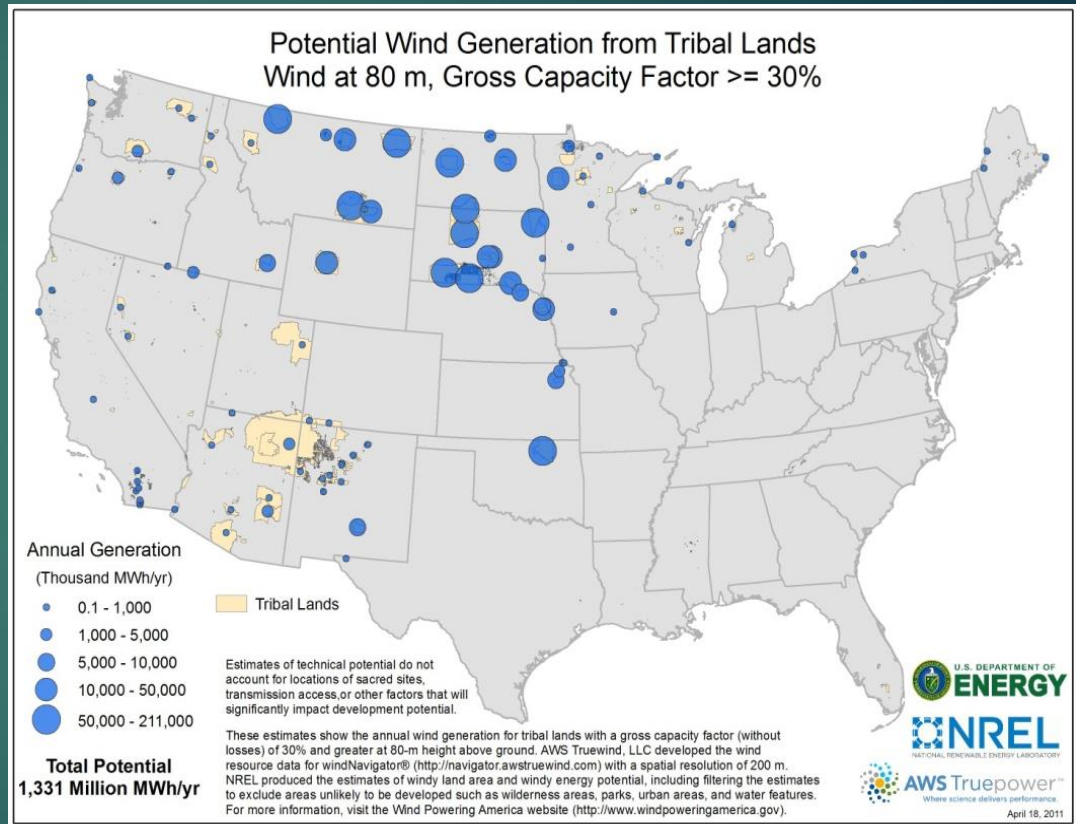 Potential Wind Generation from Tribal Lands
Wind at 80 m, Gross Capacity Factor >= 30%
Annual Generation
(Thousand MWh/yr)
0.1 - 1,000
1,000 - 5,000
5,000 - 10,000
10,000 - 50,000
50,000 - 211,000
Total Potential
1,331 Million MWh/yr
Tribal Lands
Estimates of technical potential do not
account for locations of sacred sites,
transmission access,or other factors that will
significantly impact development potential.
These estimates show the annual wind generation for tribal lands with a gross capacity factor (without
losses) of 30% and greater at 80-m height above ground. AWS Truewind, LLC developed the wind
resource data for windNavigator® (http://navigator.awstruewind.com) with a spatial resolution of 200 m.
NREL produced the estimates of windy land area and windy energy potential, including filtering the estimates
to exclude areas unlikely to be developed such as wilderness areas, parks, urban areas, and water features.
For more information, visit the Wind Powering America website (http://www.windpoweringamerica.gov).
U.S. DEPARTMENT OF
ENERGY
NREL
NATIONAL RENEWABLE ENERGY LABORATORY
AWS Truepower™
Where science delivers performance.
April 18, 2011